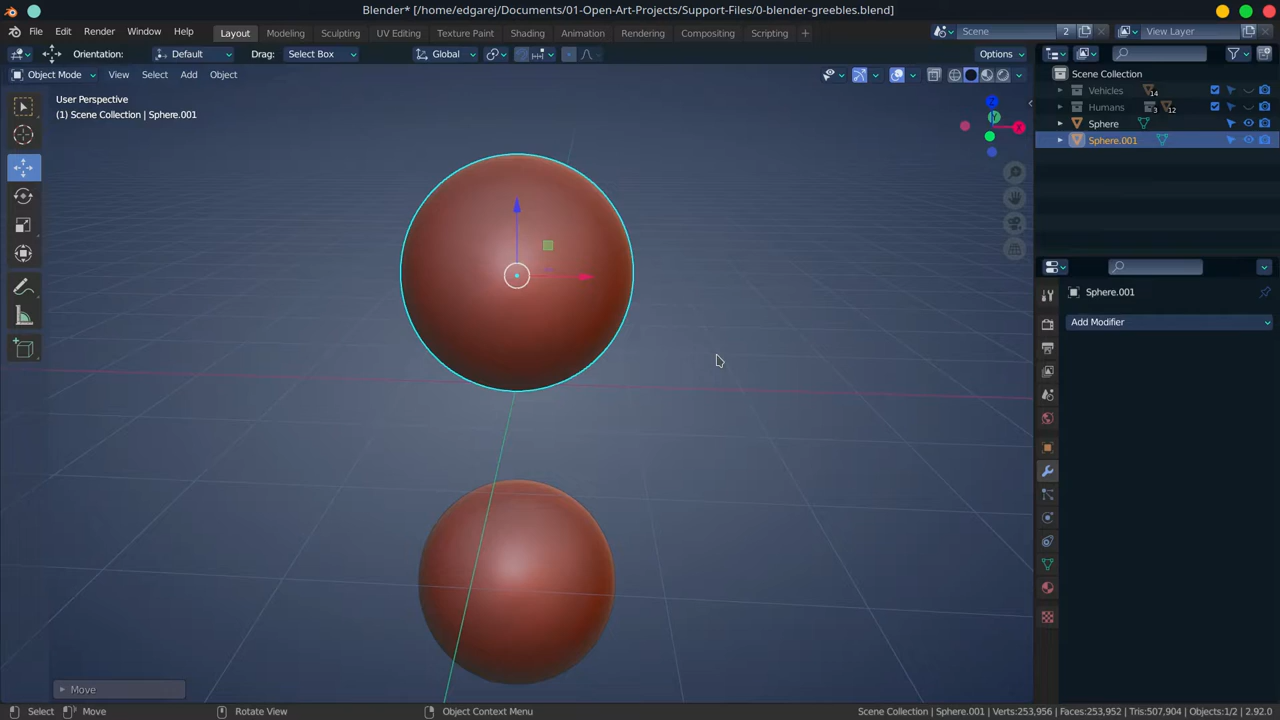 Blender* [/home/edgarej/Documents/01-Open-Art-Projects/Support-Files/0-blender-greebles.blend]
File Edit Render Window Help Layout Modeling Sculpting UV Editing Texture Paint Shading Animation Rendering Compositing Scripting + Scene 2 View Layer
Orientation: Default Drag: Select Box Global Options
Object Mode View Select Add Object
User Perspective
(1) Scene Collection | Sphere.001
Z
Y
X
Scene Collection
Vehicles 14
Humans 3 12
Sphere
Sphere.001
Sphere.001
Add Modifier
Move
Select Move Rotate View Object Context Menu Scene Collection | Sphere.001 | Verts:253,956 | Faces:253,952 | Tris:507,904 | Objects:1/2 | 2.92.0